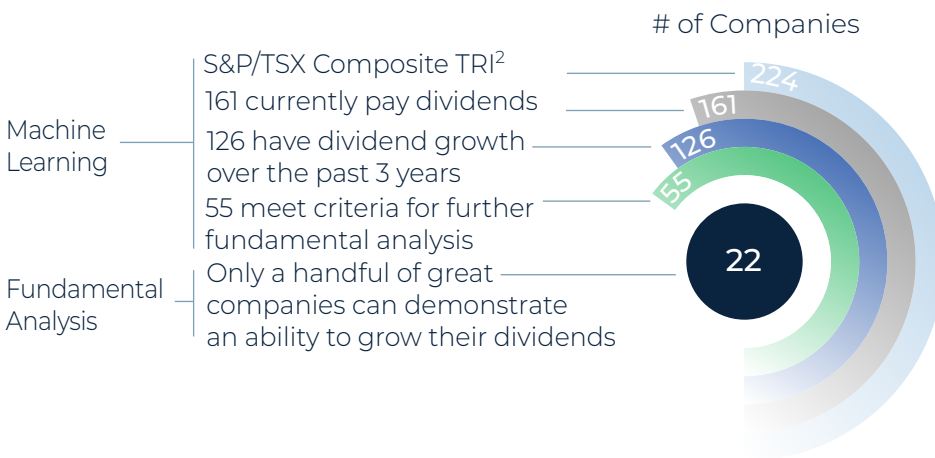 # of Companies
S&P/TSX Composite TRI²
224
161 currently pay dividends
161
Machine
Learning
126 have dividend growth
over the past 3 years
126
55 meet criteria for further
fundamental analysis
55
Fundamental
Analysis
Only a handful of great
companies can demonstrate
an ability to grow their dividends
22